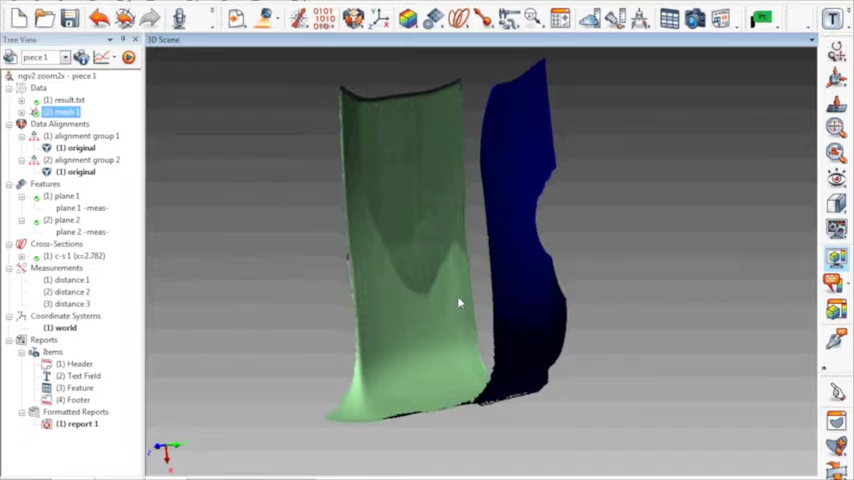 Tree View
3D Scene
piece 1
ngv2 zoom2x - piece 1
Data
(1) result.txt
(2) mesh 1
Data Alignments
(1) alignment group 1
(1) original
(2) alignment group 2
(1) original
Features
(1) plane 1
plane 1 -meas-
(2) plane 2
plane 2 -meas-
Cross-Sections
(1) c-s 1 (x=2.782)
Measurements
(1) distance 1
(2) distance 2
(3) distance 3
Coordinate Systems
(1) world
Reports
Items
(1) Header
(2) Text Field
(3) Feature
(4) Footer
Formatted Reports
(1) report 1
z
x